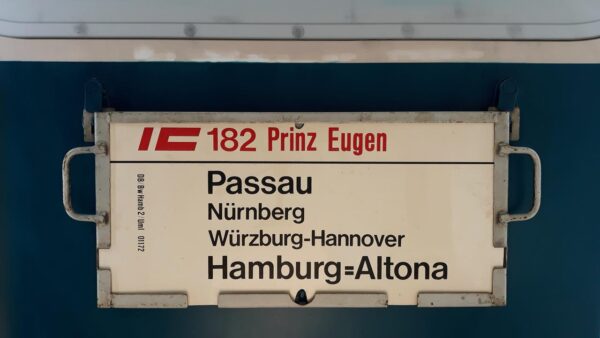 IC 182 Prinz Eugen
Passau
Nürnberg
Würzburg-Hannover
Hamburg=Altona